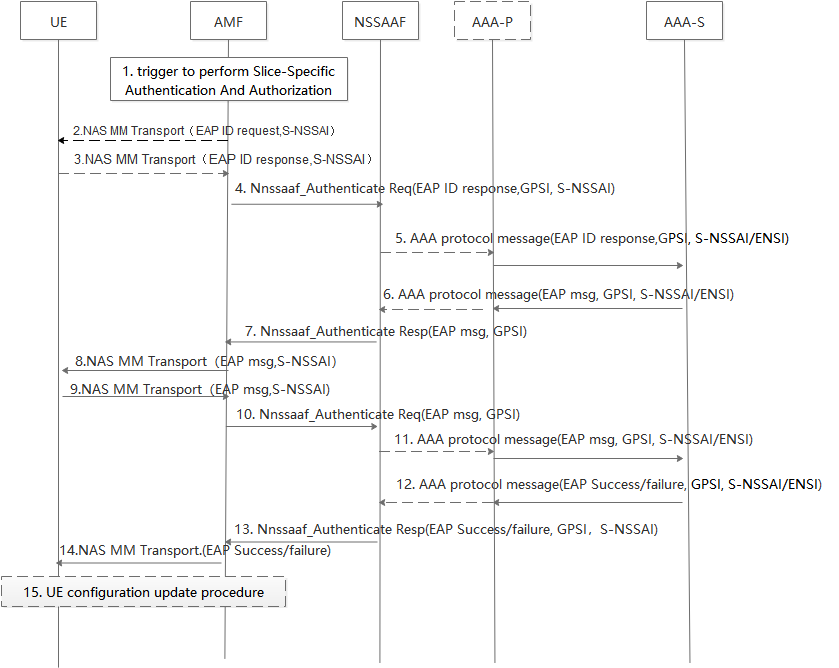 UE
AMF
NSSAAF
AAA-P
AAA-S
1. trigger to perform Slice-Specific
Authentication And Authorization
2.NAS MM Transport（EAP ID request,S-NSSAI）
3.NAS MM Transport（EAP ID response,S-NSSAI）
4. Nnssaaf_Authenticate Req(EAP ID response,GPSI, S-NSSAI)
5. AAA protocol message(EAP ID response,GPSI, S-NSSAI/ENSI)
6. AAA protocol message(EAP msg, GPSI, S-NSSAI/ENSI)
7. Nnssaaf_Authenticate Resp(EAP msg, GPSI)
8.NAS MM Transport（EAP msg,S-NSSAI)
9.NAS MM Transport（EAP msg,S-NSSAI)
10. Nnssaaf_Authenticate Req(EAP msg, GPSI)
11. AAA protocol message(EAP msg, GPSI, S-NSSAI/ENSI)
12. AAA protocol message(EAP Success/failure, GPSI, S-NSSAI/ENSI)
13. Nnssaaf_Authenticate Resp(EAP Success/failure, GPSI，S-NSSAI)
14.NAS MM Transport.(EAP Success/failure)
15. UE configuration update procedure